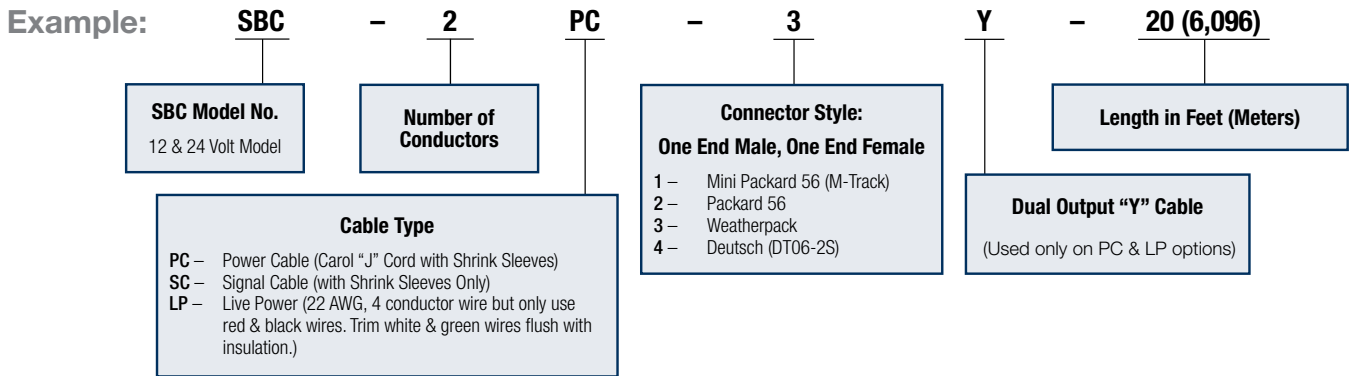 Example: SBC – 2 PC – 3 Y – 20 (6,096)
SBC Model No.
12 & 24 Volt Model
Number of
Conductors
Connector Style:
One End Male, One End Female
1 – Mini Packard 56 (M-Track)
2 – Packard 56
3 – Weatherpack
4 – Deutsch (DT06-2S)
Length in Feet (Meters)
Cable Type
PC – Power Cable (Carol “J” Cord with Shrink Sleeves)
SC – Signal Cable (with Shrink Sleeves Only)
LP – Live Power (22 AWG, 4 conductor wire but only use
red & black wires. Trim white & green wires flush with
insulation.)
Dual Output “Y” Cable
(Used only on PC & LP options)